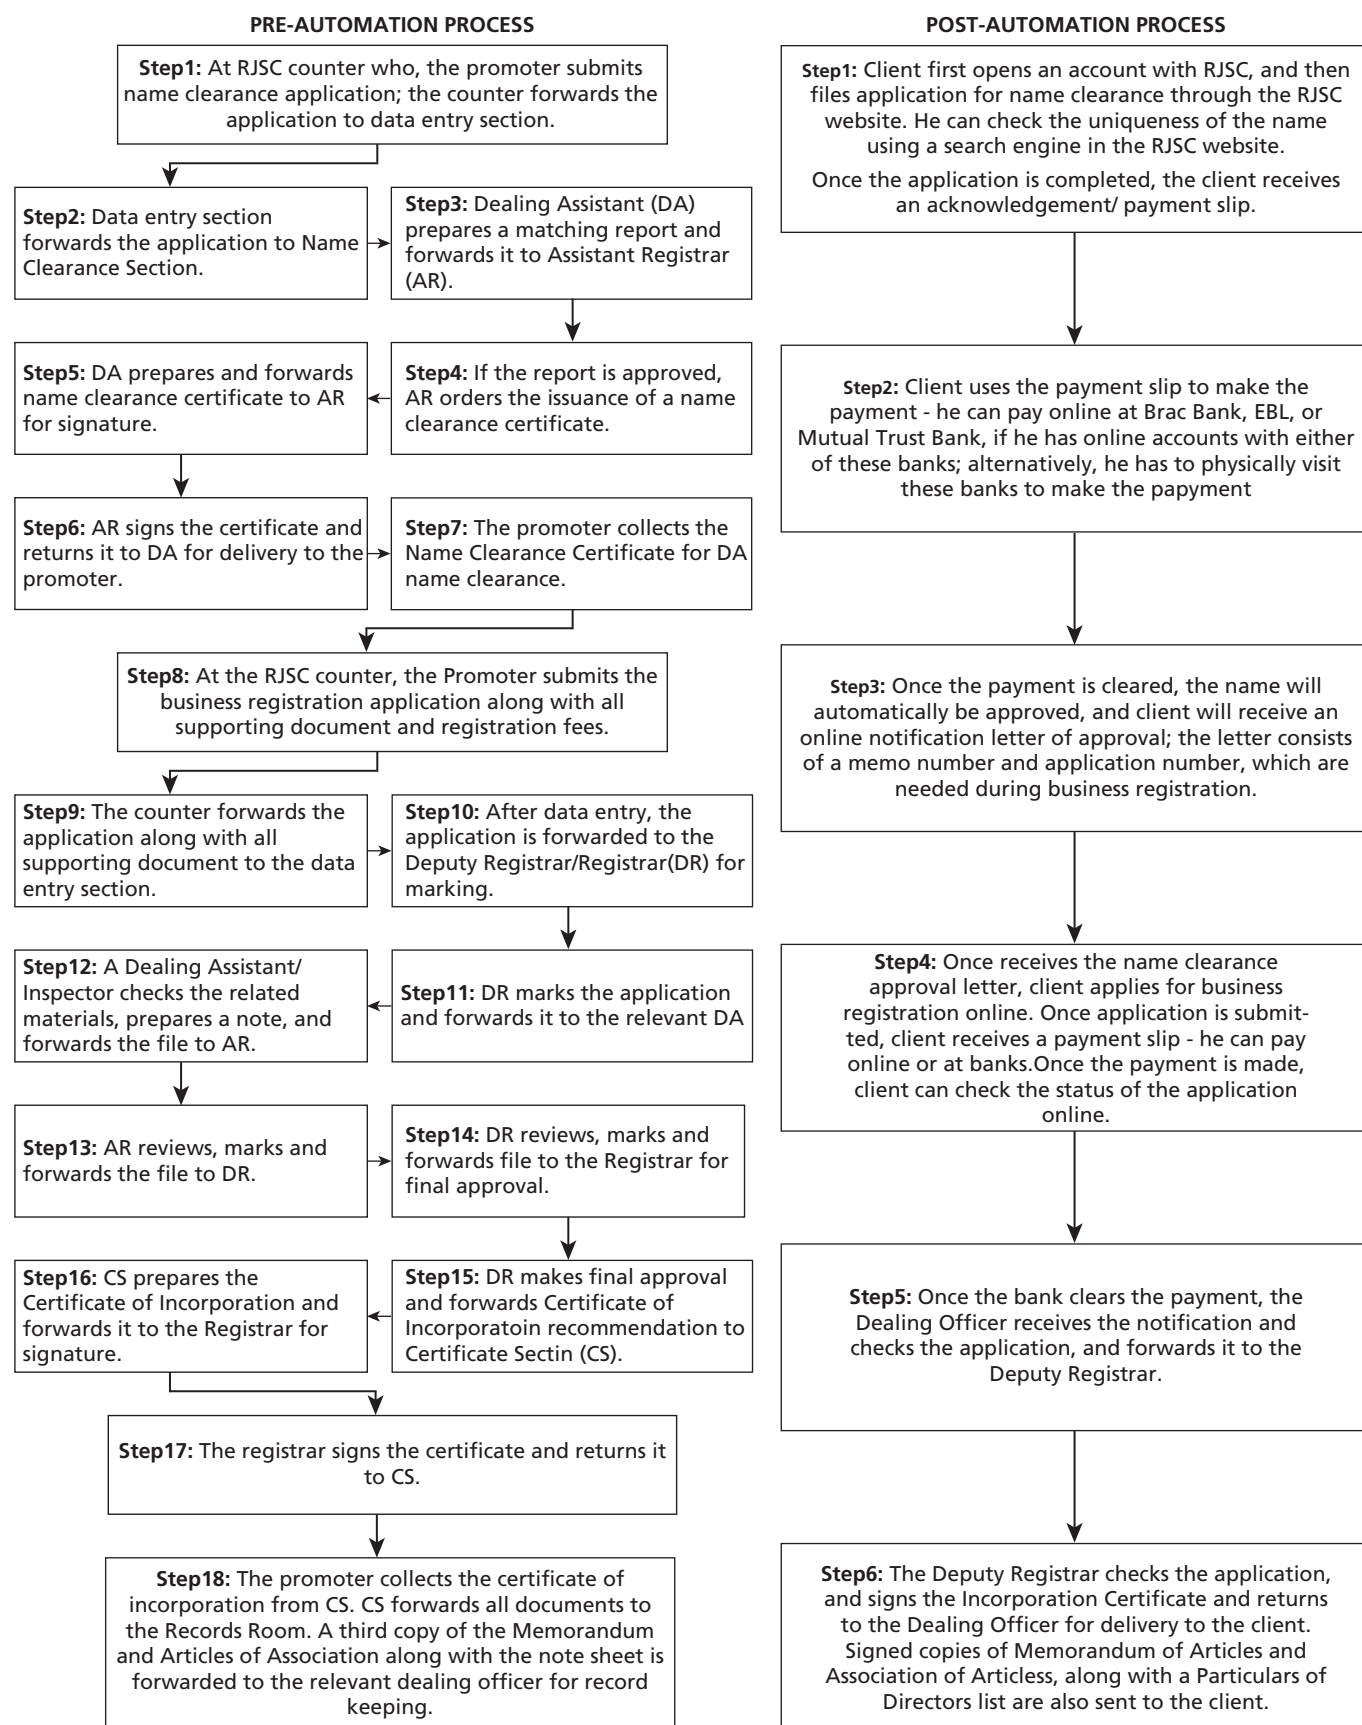 PRE-AUTOMATION PROCESS
Step1: At RJSC counter who, the promoter submits
name clearance application; the counter forwards the
application to data entry section.
Step2: Data entry section
forwards the application to Name
Clearance Section.
Step3: Dealing Assistant (DA)
prepares a matching report and
forwards it to Assistant Registrar
(AR).
Step4: If the report is approved,
AR orders the issuance of a name
clearance certificate.
Step5: DA prepares and forwards
name clearance certificate to AR
for signature.
Step6: AR signs the certificate and
returns it to DA for delivery to the
promoter.
Step7: The promoter collects the
Name Clearance Certificate for DA
name clearance.
Step8: At the RJSC counter, the Promoter submits the
business registration application along with all
supporting document and registration fees.
Step9: The counter forwards the
application along with all
supporting document to the data
entry section.
Step10: After data entry, the
application is forwarded to the
Deputy Registrar/Registrar(DR) for
marking.
Step11: DR marks the application
and forwards it to the relevant DA
Step12: A Dealing Assistant/
Inspector checks the related
materials, prepares a note, and
forwards the file to AR.
Step13: AR reviews, marks and
forwards the file to DR.
Step14: DR reviews, marks and
forwards file to the Registrar for
final approval.
Step15: DR makes final approval
and forwards Certificate of
Incorporatoin recommendation to
Certificate Sectin (CS).
Step16: CS prepares the
Certificate of Incorporation and
forwards it to the Registrar for
signature.
Step17: The registrar signs the certificate and returns it
to CS.
Step18: The promoter collects the certificate of
incorporation from CS. CS forwards all documents to
the Records Room. A third copy of the Memorandum
and Articles of Association along with the note sheet is
forwarded to the relevant dealing officer for record
keeping.
POST-AUTOMATION PROCESS
Step1: Client first opens an account with RJSC, and then
files application for name clearance through the RJSC
website. He can check the uniqueness of the name
using a search engine in the RJSC website.
Once the application is completed, the client receives
an acknowledgement/ payment slip.
Step2: Client uses the payment slip to make the
payment - he can pay online at Brac Bank, EBL, or
Mutual Trust Bank, if he has online accounts with either
of these banks; alternatively, he has to physically visit
these banks to make the papyment
Step3: Once the payment is cleared, the name will
automatically be approved, and client will receive an
online notification letter of approval; the letter consists
of a memo number and application number, which are
needed during business registration.
Step4: Once receives the name clearance
approval letter, client applies for business
registration online. Once application is submit-
ted, client receives a payment slip - he can pay
online or at banks.Once the payment is made,
client can check the status of the application
online.
Step5: Once the bank clears the payment, the
Dealing Officer receives the notification and
checks the application, and forwards it to the
Deputy Registrar.
Step6: The Deputy Registrar checks the application,
and signs the Incorporation Certificate and returns
to the Dealing Officer for delivery to the client.
Signed copies of Memorandum of Articles and
Association of Articless, along with a Particulars of
Directors list are also sent to the client.